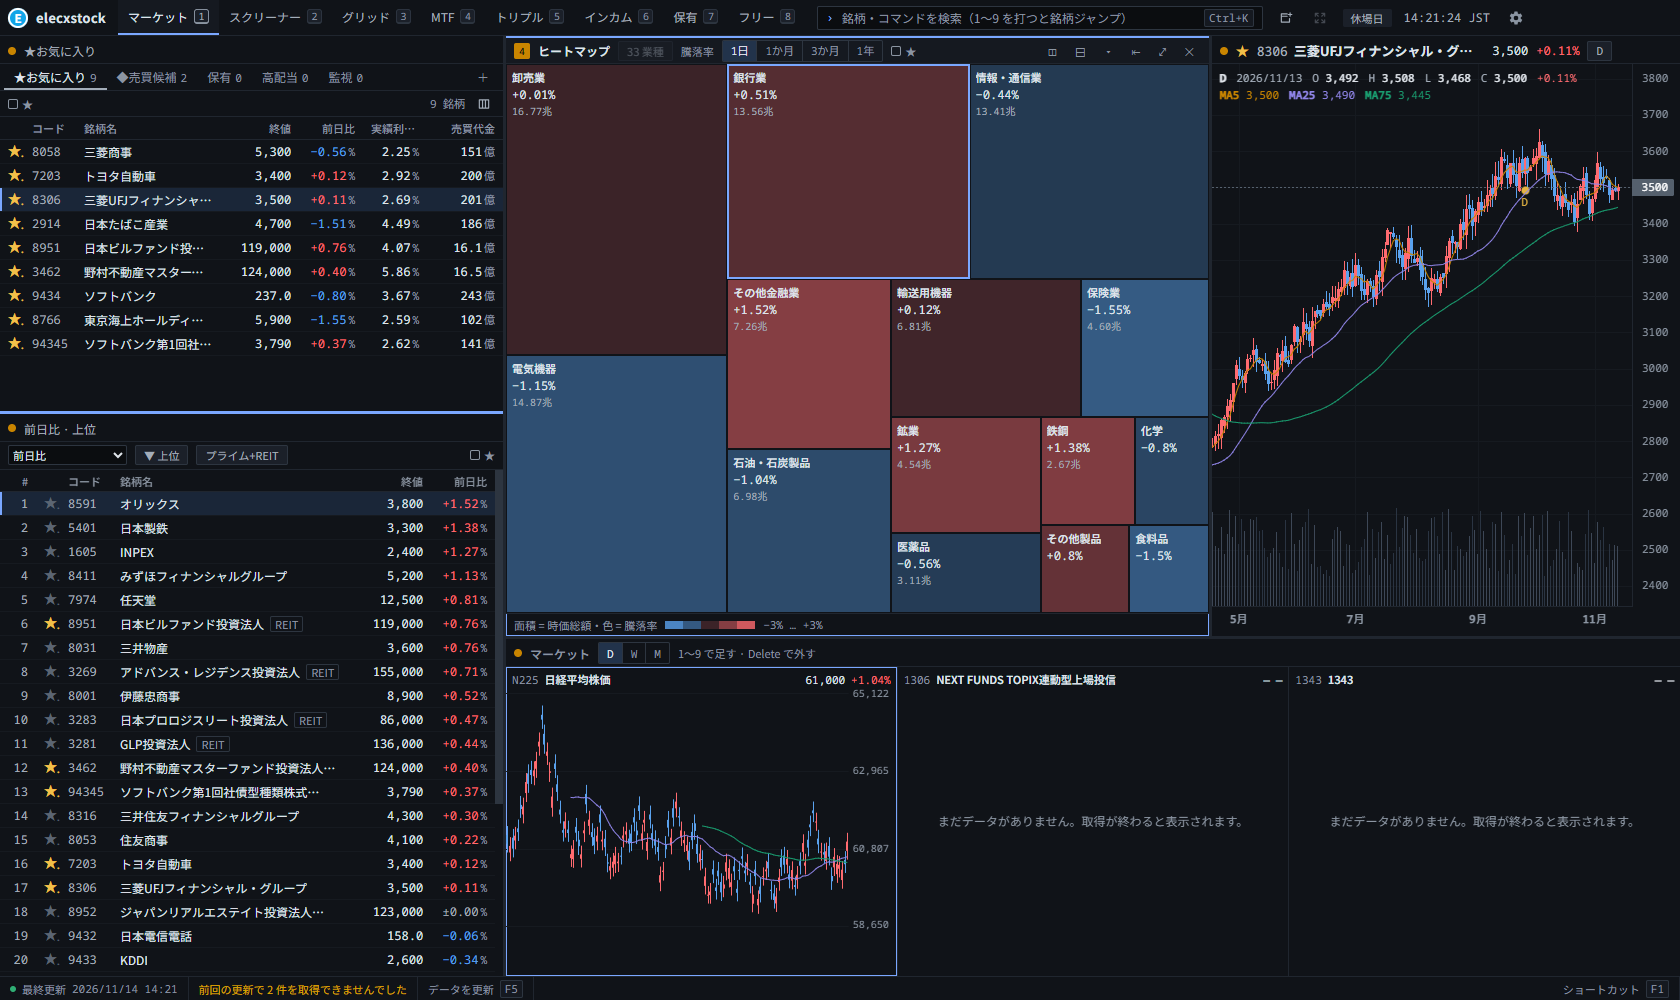 elecxstock マーケット 1 スクリーナー 2 グリッド 3 MTF 4 トリプル 5 インカム 6 保有 7 フリー 8 › 銘柄・コマンドを検索（1〜9 を打つと銘柄ジャンプ） Ctrl+K 休場日 14:21:24 JST
★お気に入り
★お気に入り 9 ◆売買候補 2 保有 0 高配当 0 監視 0 +
★ 9 銘柄
コード 銘柄名 終値 前日比 実績利… 売買代金
8058 三菱商事 5,300 −0.56% 2.25% 151億
7203 トヨタ自動車 3,400 +0.12% 2.92% 200億
8306 三菱UFJフィナンシャ… 3,500 +0.11% 2.69% 201億
2914 日本たばこ産業 4,700 −1.51% 4.49% 186億
8951 日本ビルファンド投… 119,000 +0.76% 4.07% 16.1億
3462 野村不動産マスター… 124,000 +0.40% 5.86% 16.5億
9434 ソフトバンク 237.0 −0.80% 3.67% 243億
8766 東京海上ホールディ… 5,900 −1.55% 2.59% 102億
94345 ソフトバンク第1回社… 3,790 +0.37% 2.62% 141億
前日比・上位
前日比 ▼上位 プライム+REIT ★
# コード 銘柄名 終値 前日比
1 8591 オリックス 3,800 +1.52%
2 5401 日本製鉄 3,300 +1.38%
3 1605 INPEX 2,400 +1.27%
4 8411 みずほフィナンシャルグループ 5,200 +1.13%
5 7974 任天堂 12,500 +0.81%
6 8951 日本ビルファンド投資法人 REIT 119,000 +0.76%
7 8031 三井物産 3,600 +0.76%
8 3269 アドバンス・レジデンス投資法人 REIT 155,000 +0.71%
9 8001 伊藤忠商事 8,900 +0.52%
10 3283 日本プロロジスリート投資法人 REIT 86,000 +0.47%
11 3281 GLP投資法人 REIT 136,000 +0.44%
12 3462 野村不動産マスターファンド投資法人… 124,000 +0.40%
13 94345 ソフトバンク第1回社債型種類株式… 3,790 +0.37%
14 8316 三井住友フィナンシャルグループ 4,300 +0.30%
15 8053 住友商事 4,100 +0.22%
16 7203 トヨタ自動車 3,400 +0.12%
17 8306 三菱UFJフィナンシャル・グループ 3,500 +0.11%
18 8952 ジャパンリアルエステイト投資法人… 123,000 ±0.00%
19 9432 日本電信電話 158.0 −0.06%
20 9433 KDDI 2,600 −0.34%
4 ヒートマップ 33 業種 騰落率 1日 1か月 3か月 1年 ★
卸売業
+0.01%
16.77兆
銀行業
+0.51%
13.56兆
情報・通信業
−0.44%
13.41兆
電気機器
−1.15%
14.87兆
その他金融業
+1.52%
7.26兆
輸送用機器
+0.12%
6.81兆
保険業
−1.55%
4.60兆
石油・石炭製品
−1.04%
6.98兆
鉱業
+1.27%
4.54兆
鉄鋼
+1.38%
2.67兆
化学
−0.8%
医薬品
−0.56%
3.11兆
その他製品
+0.8%
食料品
−1.5%
面積＝時価総額・色＝騰落率 −3% … +3%
★ 8306 三菱UFJフィナンシャル・グ… 3,500 +0.11% D
D 2026/11/13 O 3,492 H 3,508 L 3,468 C 3,500 +0.11%
MA5 3,500 MA25 3,490 MA75 3,445
3800
3700
3600
3500
3400
3300
3200
3100
3000
2900
2800
2700
2600
2500
2400
D
5月 7月 9月 11月
マーケット D W M 1〜9 で足す・Delete で外す
N225 日経平均株価 61,000 +1.04%
65,122
62,965
60,807
58,650
1306 NEXT FUNDS TOPIX連動型上場投信 – –
まだデータがありません。取得が終わると表示されます。
1343 1343 – –
まだデータがありません。取得が終わると表示されます。
最終更新 2026/11/14 14:21 前回の更新で 2 件を取得できませんでした データを更新 F5 ショートカット F1